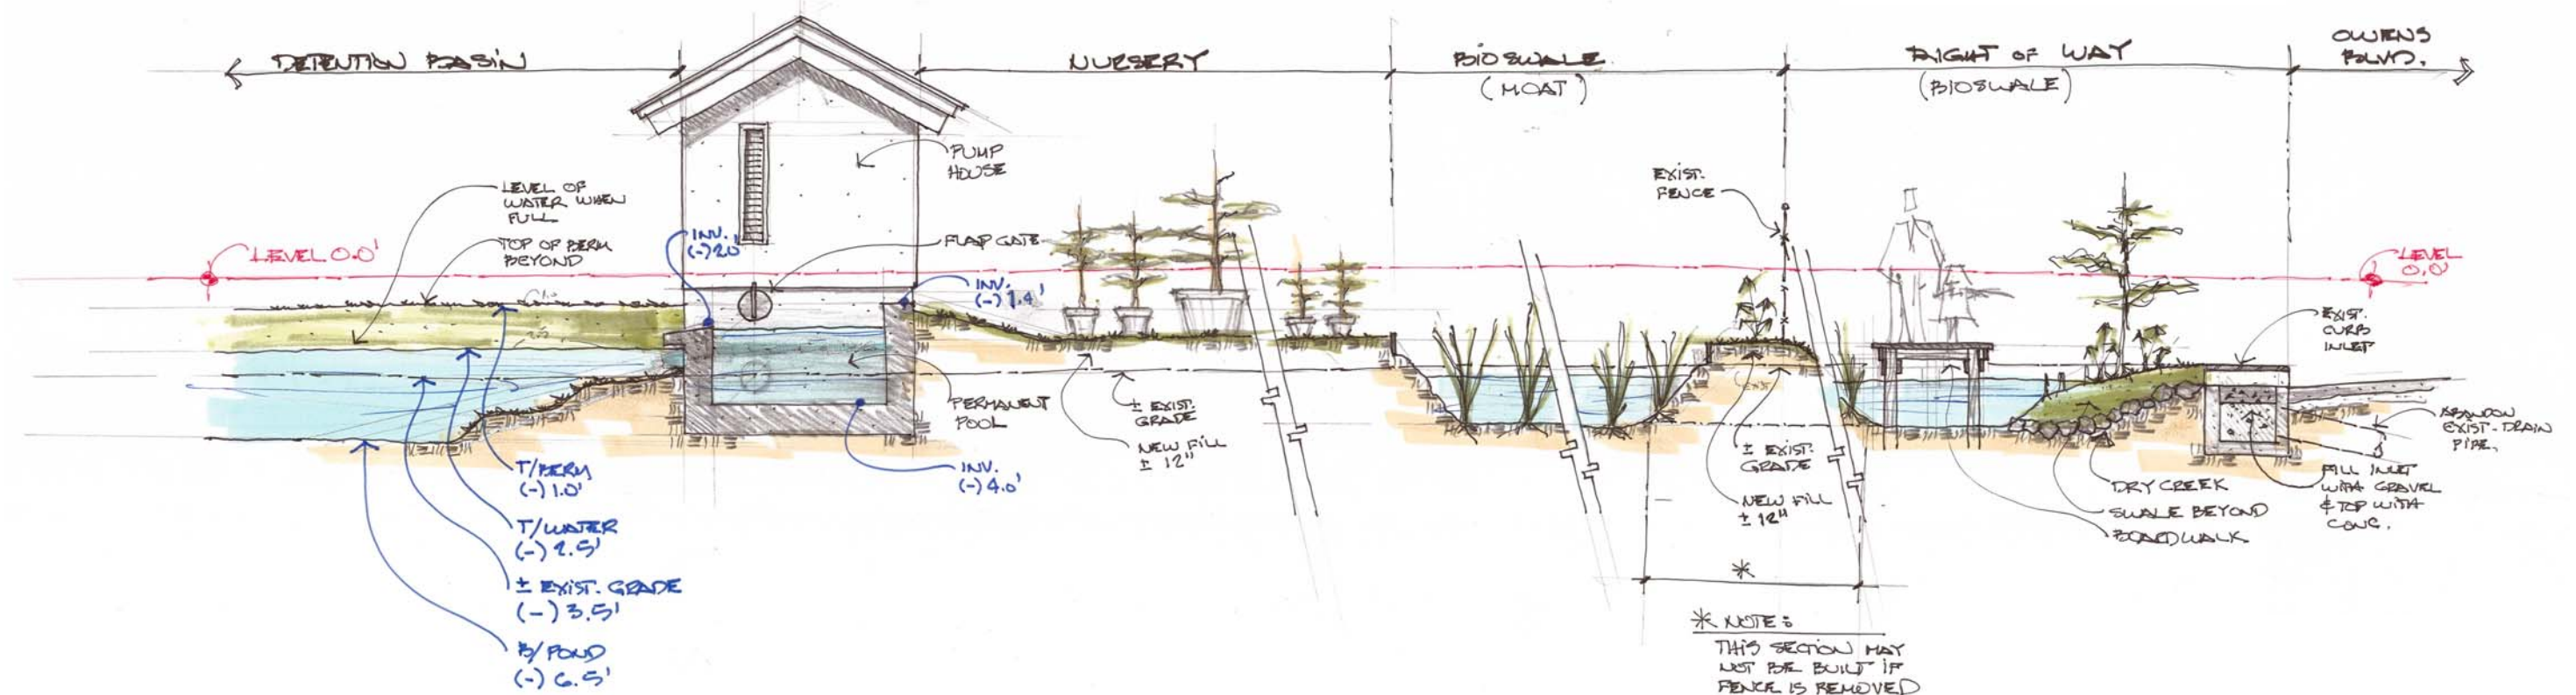 DETENTION BASIN
NURSERY
BIOSWALE
(MOAT)
RIGHT OF WAY
(BIOSWALE)
OWENS
BLVD.
LEVEL OF
WATER WHEN
FULL
TOP OF BERM
BEYOND
LEVEL 0.0'
INV.
(-) 2.0'
PUMP
HOUSE
FLAP GATE
INV.
(-) 1.4'
EXIST.
FENCE
LEVEL
0.0'
EXIST.
CURB
INLET
PERMANENT
POOL
± EXIST.
GRADE
NEW FILL
± 12"
INV.
(-) 4.0'
T/BERM
(-) 1.0'
T/WATER
(-) 2.5'
± EXIST. GRADE
(-) 3.5'
B/POND
(-) 6.5'
± EXIST.
GRADE
NEW FILL
± 12"
ABANDON
EXIST. DRAIN
PIPE.
FILL INLET
WITH GRAVEL
& TOP WITH
CONC.
DRY CREEK
SWALE BEYOND
BOARDWALK
*
* NOTE:
THIS SECTION MAY
NOT BE BUILT IF
FENCE IS REMOVED